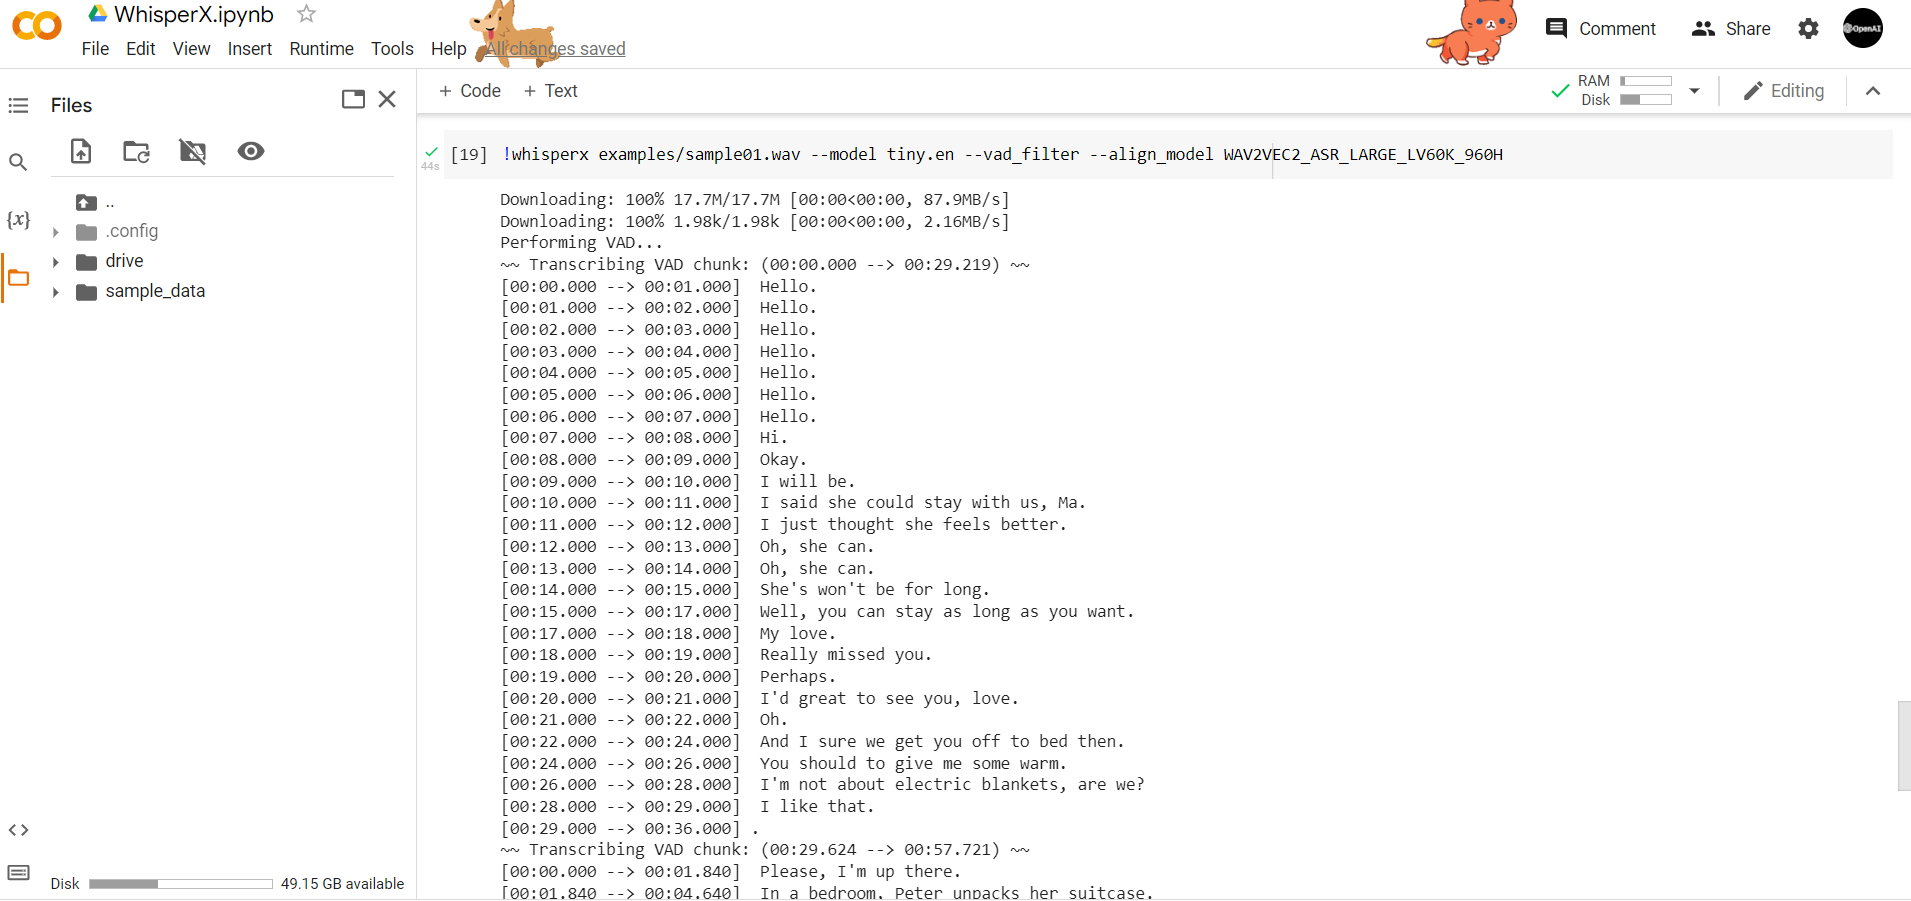 WhisperX.ipynb
File Edit View Insert Runtime Tools Help All changes saved
Comment Share OpenAI
Files
+ Code + Text
RAM
Disk
Editing
{x}
..
.config
drive
sample_data
Disk 49.15 GB available
44s
[19] !whisperx examples/sample01.wav --model tiny.en --vad_filter --align_model WAV2VEC2_ASR_LARGE_LV60K_960H
Downloading: 100% 17.7M/17.7M [00:00<00:00, 87.9MB/s]
Downloading: 100% 1.98k/1.98k [00:00<00:00, 2.16MB/s]
Performing VAD...
~~ Transcribing VAD chunk: (00:00.000 --> 00:29.219) ~~
[00:00.000 --> 00:01.000]  Hello.
[00:01.000 --> 00:02.000]  Hello.
[00:02.000 --> 00:03.000]  Hello.
[00:03.000 --> 00:04.000]  Hello.
[00:04.000 --> 00:05.000]  Hello.
[00:05.000 --> 00:06.000]  Hello.
[00:06.000 --> 00:07.000]  Hello.
[00:07.000 --> 00:08.000]  Hi.
[00:08.000 --> 00:09.000]  Okay.
[00:09.000 --> 00:10.000]  I will be.
[00:10.000 --> 00:11.000]  I said she could stay with us, Ma.
[00:11.000 --> 00:12.000]  I just thought she feels better.
[00:12.000 --> 00:13.000]  Oh, she can.
[00:13.000 --> 00:14.000]  Oh, she can.
[00:14.000 --> 00:15.000]  She's won't be for long.
[00:15.000 --> 00:17.000]  Well, you can stay as long as you want.
[00:17.000 --> 00:18.000]  My love.
[00:18.000 --> 00:19.000]  Really missed you.
[00:19.000 --> 00:20.000]  Perhaps.
[00:20.000 --> 00:21.000]  I'd great to see you, love.
[00:21.000 --> 00:22.000]  Oh.
[00:22.000 --> 00:24.000]  And I sure we get you off to bed then.
[00:24.000 --> 00:26.000]  You should to give me some warm.
[00:26.000 --> 00:28.000]  I'm not about electric blankets, are we?
[00:28.000 --> 00:29.000]  I like that.
[00:29.000 --> 00:36.000] .
~~ Transcribing VAD chunk: (00:29.624 --> 00:57.721) ~~
[00:00.000 --> 00:01.840]  Please, I'm up there.
[00:01.840 --> 00:04.640]  In a bedroom, Peter unpacks her suitcase.